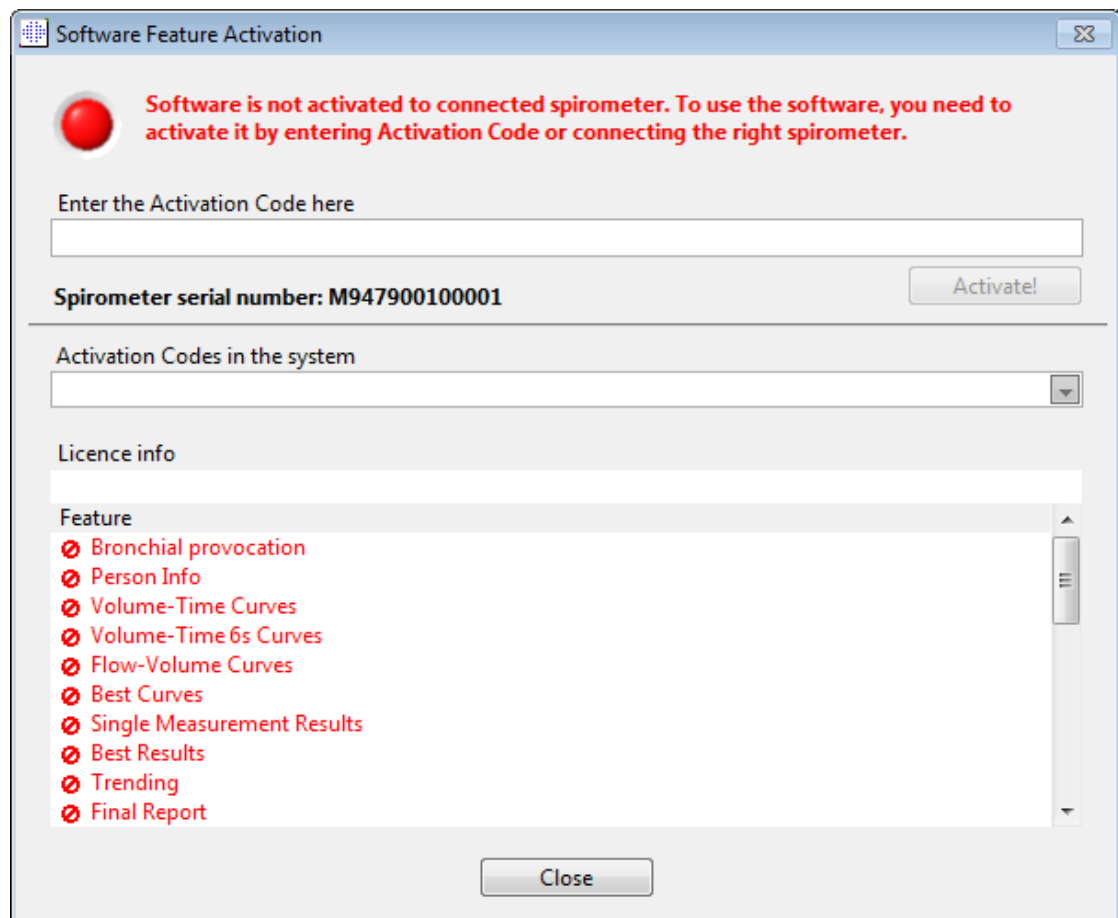 Software Feature Activation
Software is not activated to connected spirometer. To use the software, you need to
activate it by entering Activation Code or connecting the right spirometer.
Enter the Activation Code here
Spirometer serial number: M947900100001
Activate!
Activation Codes in the system
Licence info
Feature
Bronchial provocation
Person Info
Volume-Time Curves
Volume-Time 6s Curves
Flow-Volume Curves
Best Curves
Single Measurement Results
Best Results
Trending
Final Report
Close